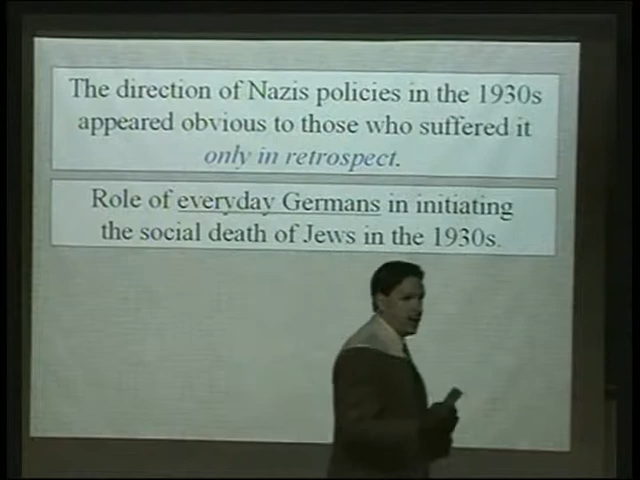 The direction of Nazis policies in the 1930s
appeared obvious to those who suffered it
only in retrospect.
Role of everyday Germans in initiating
the social death of Jews in the 1930s.